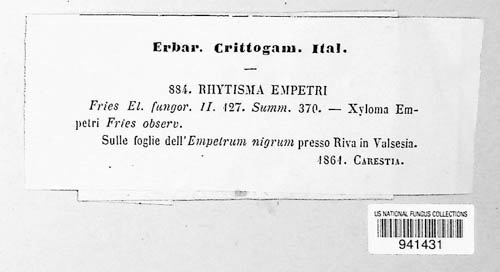 Erbar. Crittogam. Ital.
884. RHYTISMA EMPETRI
Fries El. fungor. II. 127. Summ. 370. — Xyloma Em-
petri Fries observ.
Sulle foglie dell'Empetrum nigrum presso Riva in Valsesia.
1861. CARESTIA.
US NATIONAL FUNGUS COLLECTIONS
941431